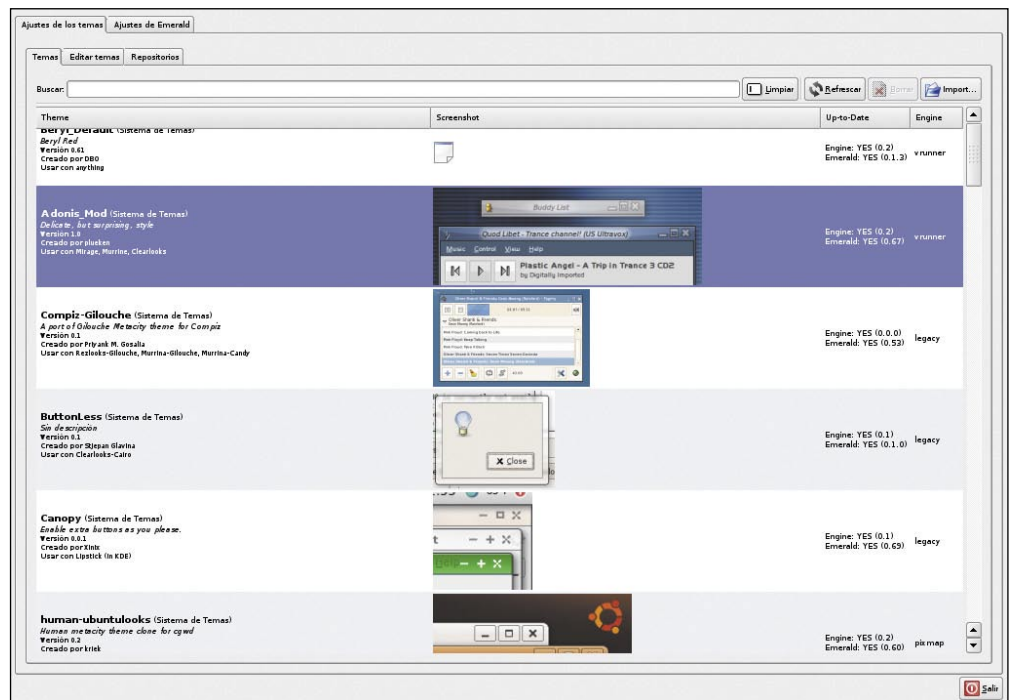 Ajustes de los temas Ajustes de Emerald
Temas Editar temas Repositorios
Buscar: Limpiar Refrescar Borrar Import...
Theme Screenshot Up-to-Date Engine
Beryl_Default (Sistema de Temas)
Beryl Red
Versión 0.61
Creado por DBO
Usar con anything
Engine: YES (0.2)
Emerald: YES (0.1.3)
vrunner
Adonis_Mod (Sistema de Temas)
Delicate, but surprising, style
Versión 1.0
Creado por plusken
Usar con Mirage, Murrine, Clearlooks
Buddy List
Quod Libet - Trance channel! (US Ultravox)
Music Control View Help
Plastic Angel - A Trip in Trance 3 CD2
by Digitally Imported
Engine: YES (0.2)
Emerald: YES (0.67)
vrunner
Compiz-Gilouche (Sistema de Temas)
A port of Gilouche Metacity theme for Compiz
Versión 0.1
Creado por Priyank M. Gosalia
Usar con Rezlooks-Gilouche, Murrina-Gilouche, Murrina-Candy
Engine: YES (0.0.0)
Emerald: YES (0.53)
legacy
ButtonLess (Sistema de Temas)
Sin descripción
Versión 0.1
Creado por Stjepan Glavina
Usar con Clearlooks-Cairo
Close
Engine: YES (0.1)
Emerald: YES (0.1.0)
legacy
Canopy (Sistema de Temas)
Enable extra buttons as you please.
Versión 0.0.1
Creado por Xinix
Usar con Lipstick (in KDE)
Engine: YES (0.1)
Emerald: YES (0.69)
legacy
human-ubuntulooks (Sistema de Temas)
Human metacity theme clone for cgwd
Versión 0.2
Creado por kriek
Engine: YES (0.2)
Emerald: YES (0.60)
pixmap
Salir